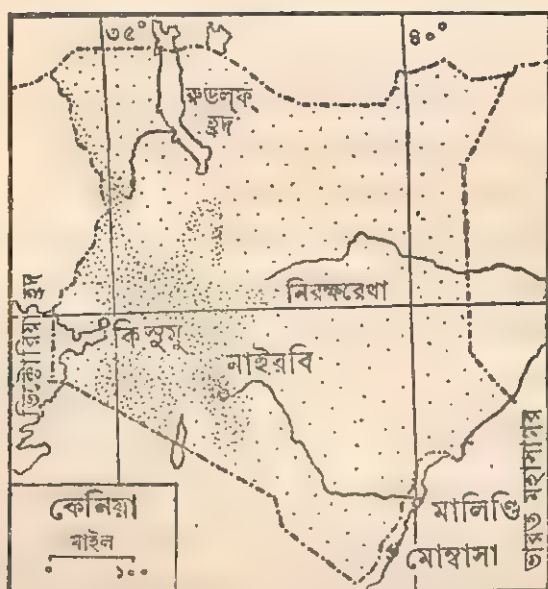 ৩৫°
৪০°
রুডল্ফ
হ্রদ
নিরক্ষরেখা
ভিক্টোরিয়া হ্রদ
কিসুমু
নাইরবি
ভারত মহাসাগর
মালিণ্ডি
মোম্বাসা
কেনিয়া
মাইল
০ ১০০